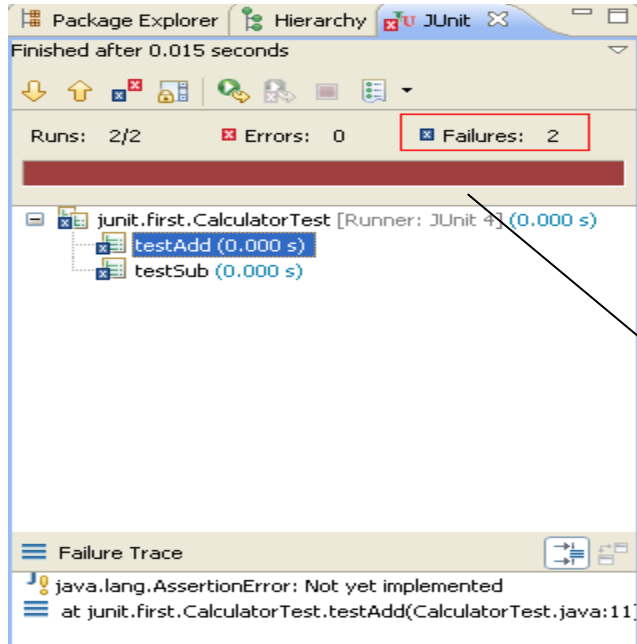 Package Explorer Hierarchy JUnit
Finished after 0.015 seconds
Runs: 2/2 Errors: 0 Failures: 2
junit.first.CalculatorTest [Runner: JUnit 4] (0.000 s)
testAdd (0.000 s)
testSub (0.000 s)
Failure Trace
java.lang.AssertionError: Not yet implemented
at junit.first.CalculatorTest.testAdd(CalculatorTest.java:11)